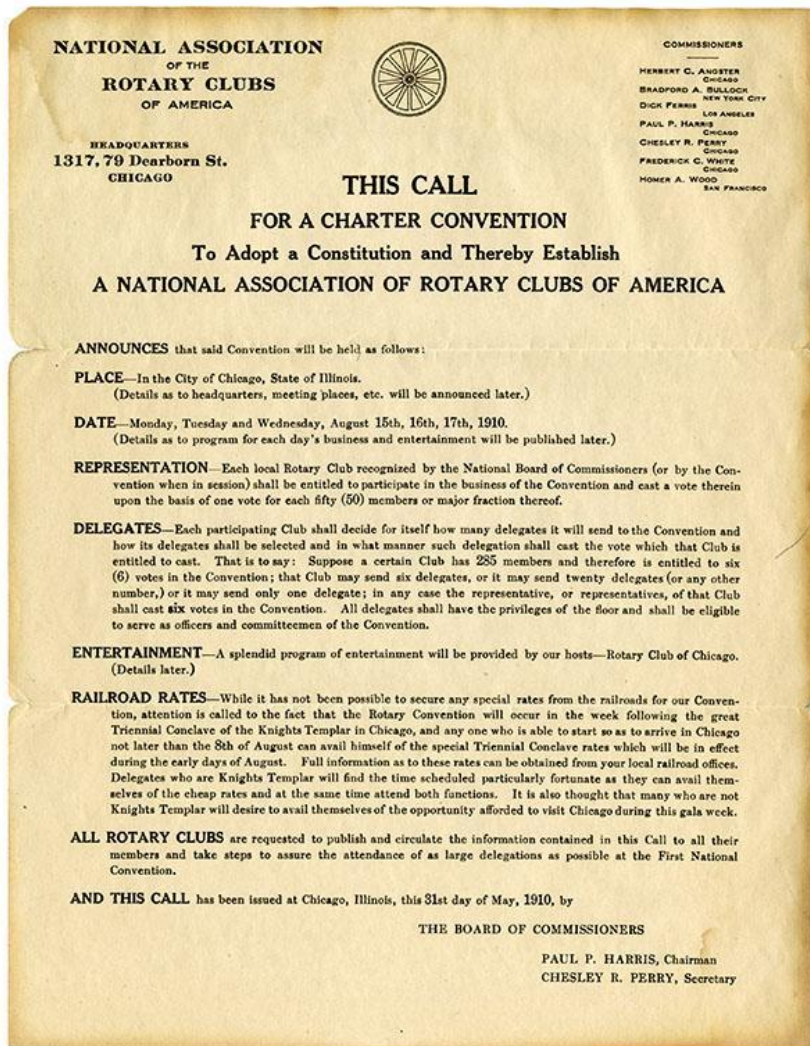 NATIONAL ASSOCIATION
OF THE
ROTARY CLUBS
OF AMERICA
HEADQUARTERS
1317, 79 Dearborn St.
CHICAGO
COMMISSIONERS
HERBERT C. ANGSTER
CHICAGO
BRADFORD A. BULLOCK
NEW YORK CITY
DICK FERRIS
LOS ANGELES
PAUL P. HARRIS
CHICAGO
CHESLEY R. PERRY
CHICAGO
FREDERICK C. WHITE
CHICAGO
HOMER A. WOOD
SAN FRANCISCO
THIS CALL
FOR A CHARTER CONVENTION
To Adopt a Constitution and Thereby Establish
A NATIONAL ASSOCIATION OF ROTARY CLUBS OF AMERICA
ANNOUNCES that said Convention will be held as follows:
PLACE—In the City of Chicago, State of Illinois.
(Details as to headquarters, meeting places, etc. will be announced later.)
DATE—Monday, Tuesday and Wednesday, August 15th, 16th, 17th, 1910.
(Details as to program for each day's business and entertainment will be published later.)
REPRESENTATION—Each local Rotary Club recognized by the National Board of Commissioners (or by the Con-
vention when in session) shall be entitled to participate in the business of the Convention and cast a vote therein
upon the basis of one vote for each fifty (50) members or major fraction thereof.
DELEGATES—Each participating Club shall decide for itself how many delegates it will send to the Convention and
how its delegates shall be selected and in what manner such delegation shall cast the vote which that Club is
entitled to cast. That is to say: Suppose a certain Club has 285 members and therefore is entitled to six
(6) votes in the Convention; that Club may send six delegates, or it may send twenty delegates (or any other
number,) or it may send only one delegate; in any case the representative, or representatives, of that Club
shall cast six votes in the Convention. All delegates shall have the privileges of the floor and shall be eligible
to serve as officers and committeemen of the Convention.
ENTERTAINMENT—A splendid program of entertainment will be provided by our hosts—Rotary Club of Chicago.
(Details later.)
RAILROAD RATES—While it has not been possible to secure any special rates from the railroads for our Conven-
tion, attention is called to the fact that the Rotary Convention will occur in the week following the great
Triennial Conclave of the Knights Templar in Chicago, and any one who is able to start so as to arrive in Chicago
not later than the 8th of August can avail himself of the special Triennial Conclave rates which will be in effect
during the early days of August. Full information as to these rates can be obtained from your local railroad offices.
Delegates who are Knights Templar will find the time scheduled particularly fortunate as they can avail them-
selves of the cheap rates and at the same time attend both functions. It is also thought that many who are not
Knights Templar will desire to avail themselves of the opportunity afforded to visit Chicago during this gala week.
ALL ROTARY CLUBS are requested to publish and circulate the information contained in this Call to all their
members and take steps to assure the attendance of as large delegations as possible at the First National
Convention.
AND THIS CALL has been issued at Chicago, Illinois, this 31st day of May, 1910, by
THE BOARD OF COMMISSIONERS
PAUL P. HARRIS, Chairman
CHESLEY R. PERRY, Secretary